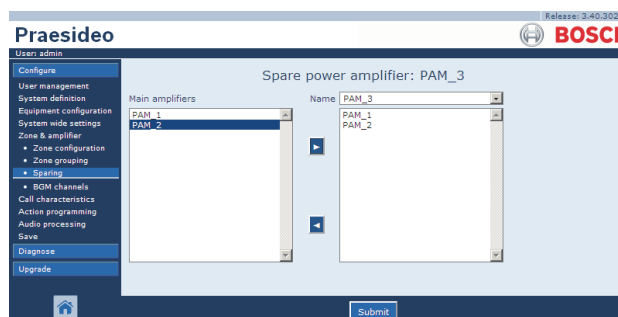 Release: 3.40.302
Praesideo
BOSCH
User: admin
Configure
User management
System definition
Equipment configuration
System wide settings
Zone & amplifier
• Zone configuration
• Zone grouping
• Sparing
• BGM channels
Call characteristics
Action programming
Audio processing
Save
Diagnose
Upgrade
Spare power amplifier: PAM_3
Main amplifiers
PAM_1
PAM_2
Name PAM_3
PAM_1
PAM_2
Submit